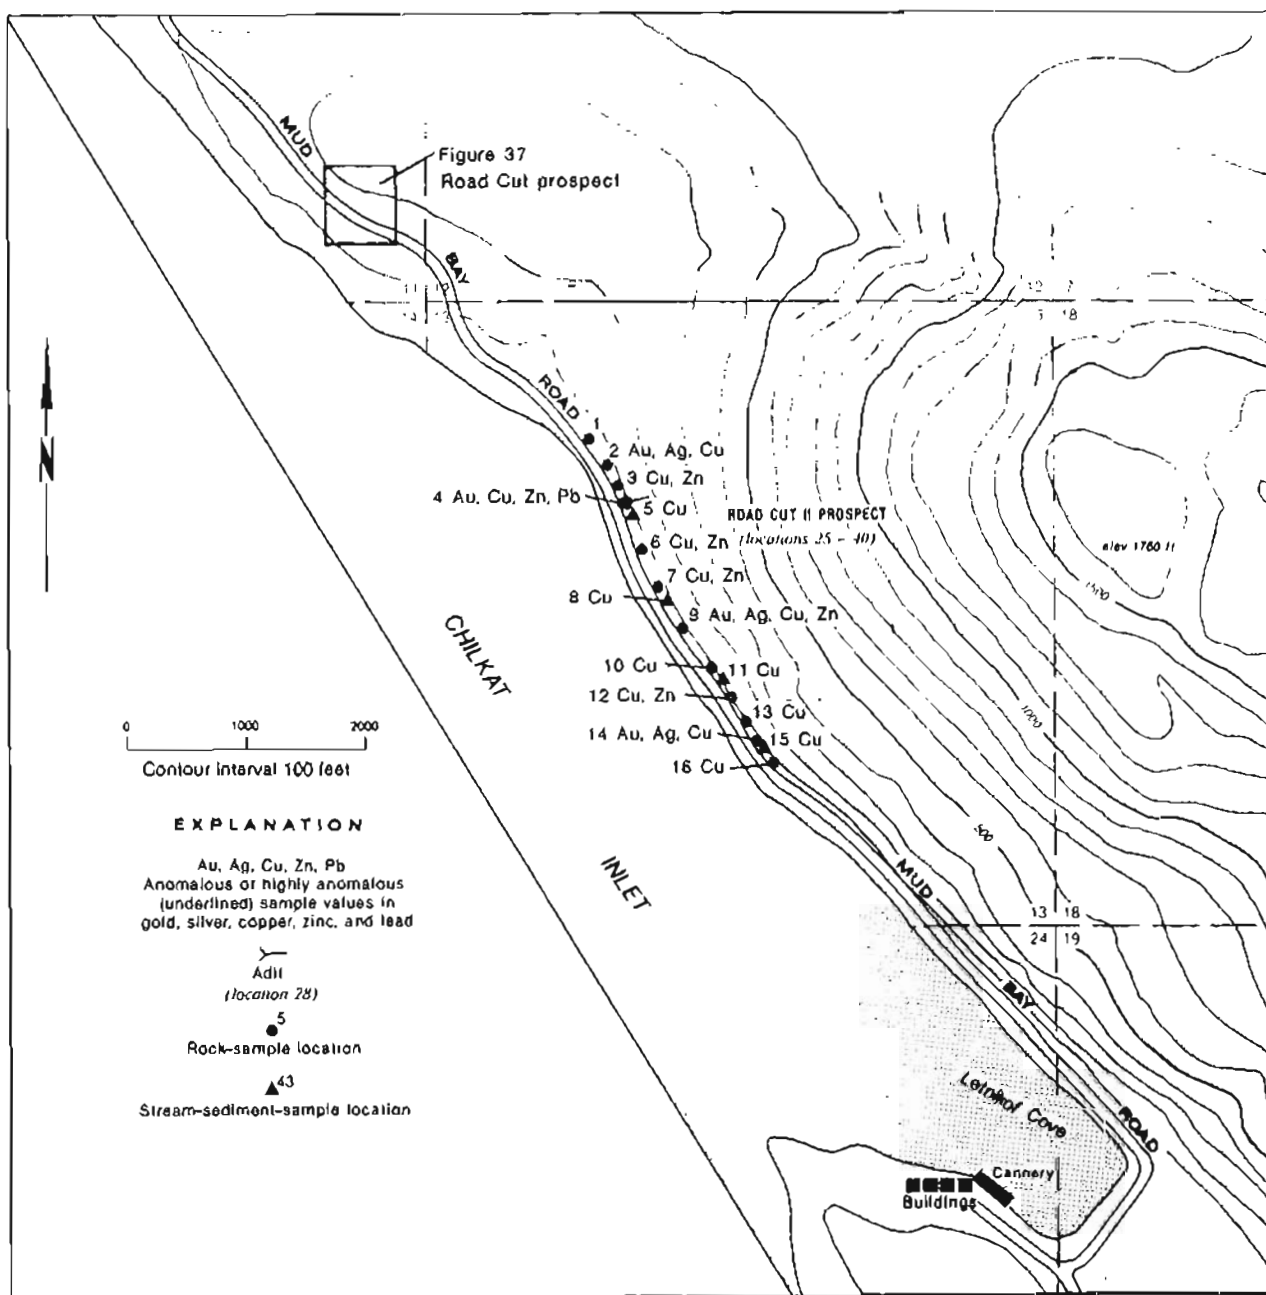 MUD
Figure 37
Road Cut prospect
BAY
18
ROAD
1
2 Au, Ag, Cu
3 Cu, Zn
4 Au, Cu, Zn, Pb
5 Cu
ROAD CUT II PROSPECT
(locations 25 - 40)
6 Cu, Zn
elev 1760 ft
7 Cu, Zn
8 Cu
1500
9 Au, Ag, Cu, Zn
N
CHILKAT
10 Cu
11 Cu
12 Cu, Zn
1000
13 Cu
14 Au, Ag, Cu
15 Cu
16 Cu
0 1000 2000
Contour interval 100 feet
500
EXPLANATION
Au, Ag, Cu, Zn, Pb
Anomalous or highly anomalous
(underlined) sample values in
gold, silver, copper, zinc, and lead
Adit
(location 28)
5
Rock-sample location
43
Stream-sediment-sample location
INLET
MUD
13 18
24 19
BAY
ROAD
Letnikof Cove
Cannery
Buildings